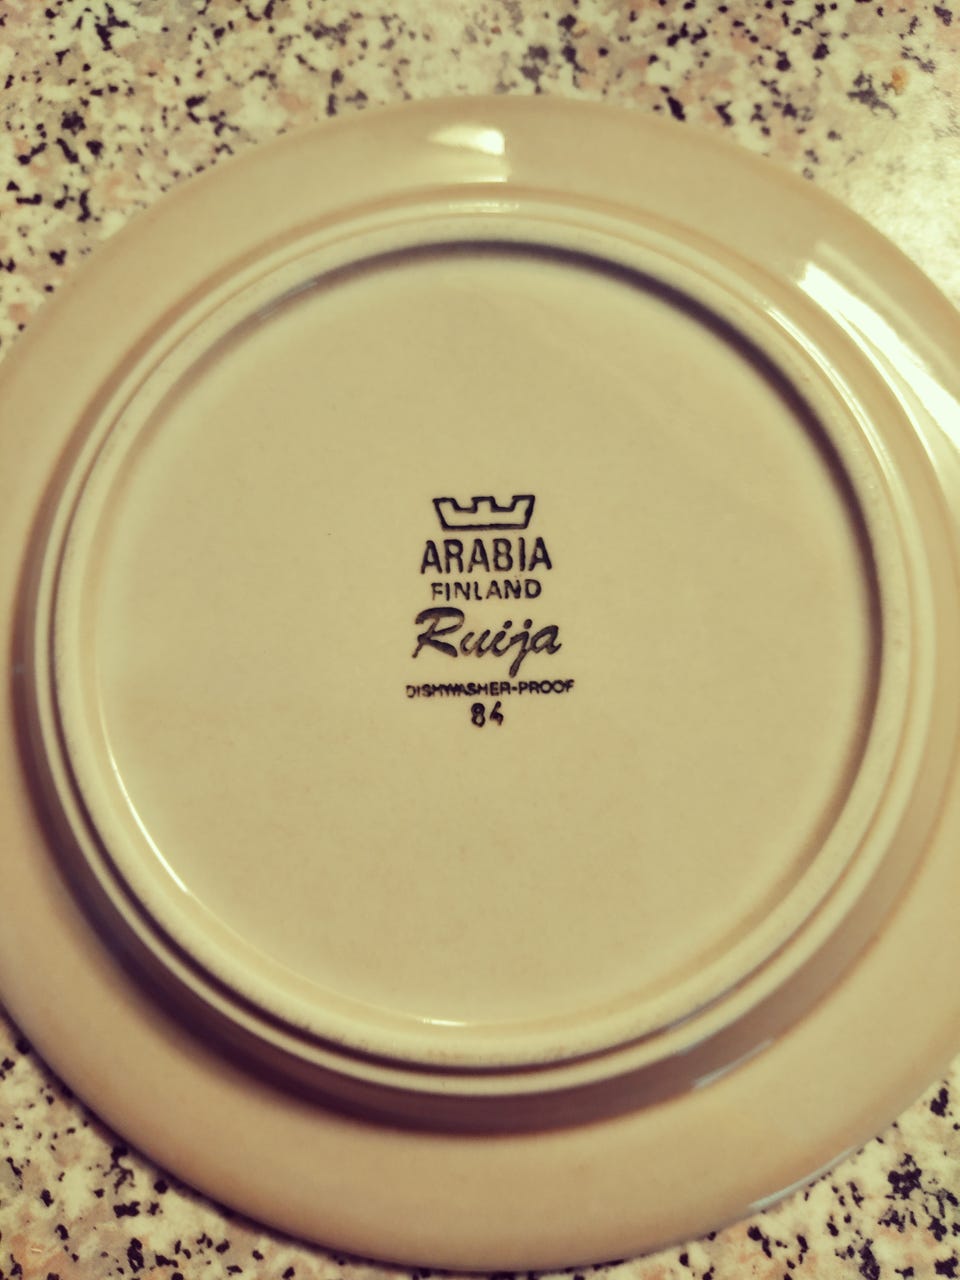 ARABIA
FINLAND
Ruija
DISHWASHER-PROOF
84